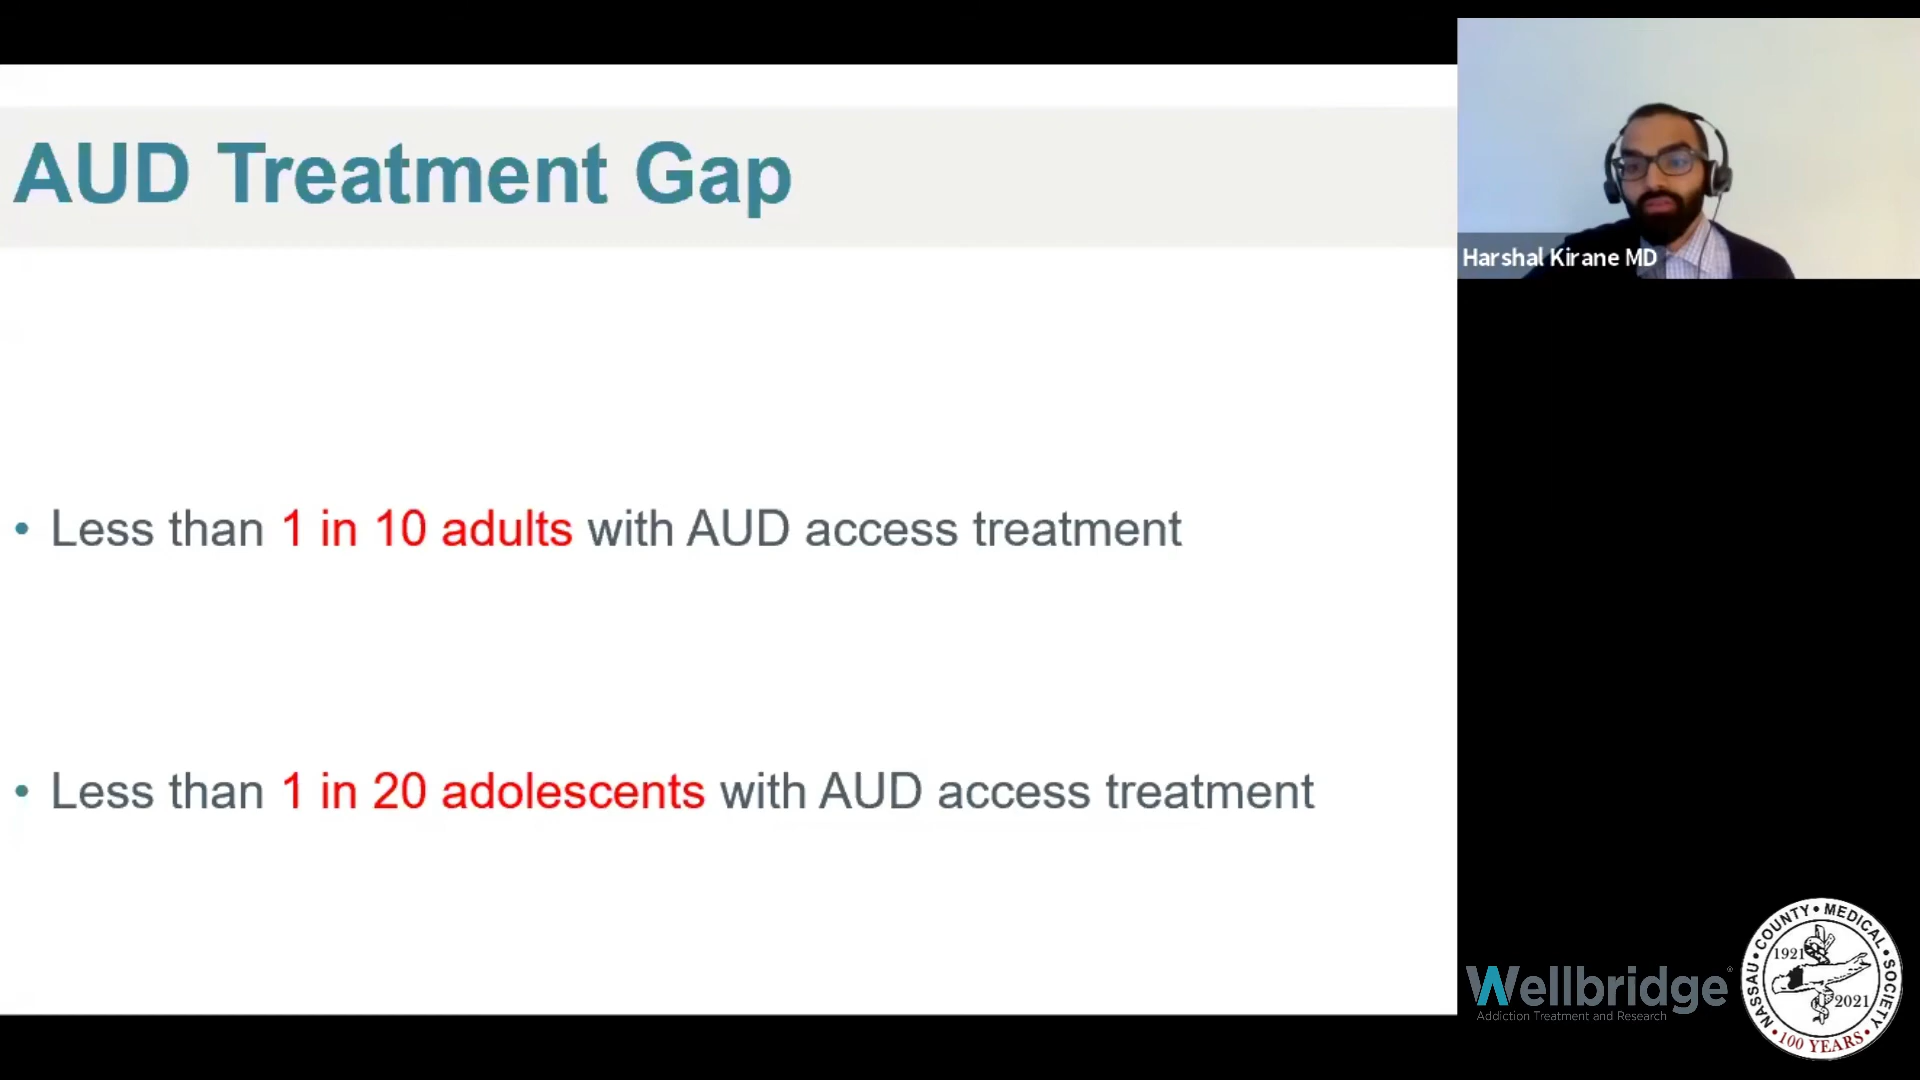 AUD Treatment Gap
• Less than 1 in 10 adults with AUD access treatment
• Less than 1 in 20 adolescents with AUD access treatment
Harshal Kirane MD
Wellbridge®
Addiction Treatment and Research
NASSAU • COUNTY • MEDICAL • SOCIETY
1921
2021
• 100 YEARS •